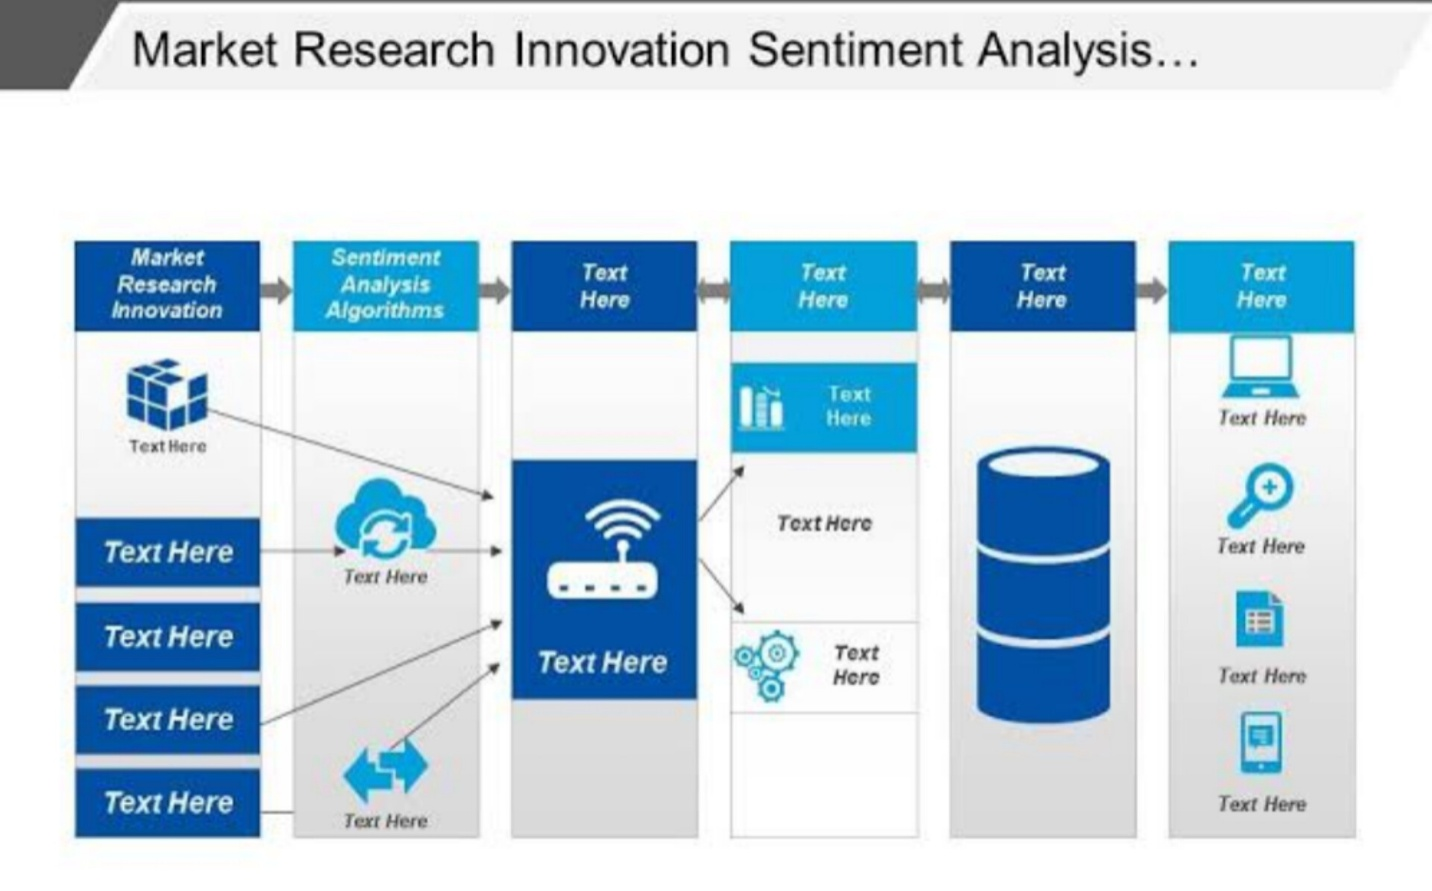 Market Research Innovation Sentiment Analysis...
Market
Research
Innovation
Sentiment
Analysis
Algorithms
Text
Here
Text
Here
Text
Here
Text
Here
Text Here
Text Here
Text Here
Text Here
Text Here
Text Here
Text Here
Text Here
Text
Here
Text Here
Text
Here
Text Here
Text Here
Text Here
Text Here